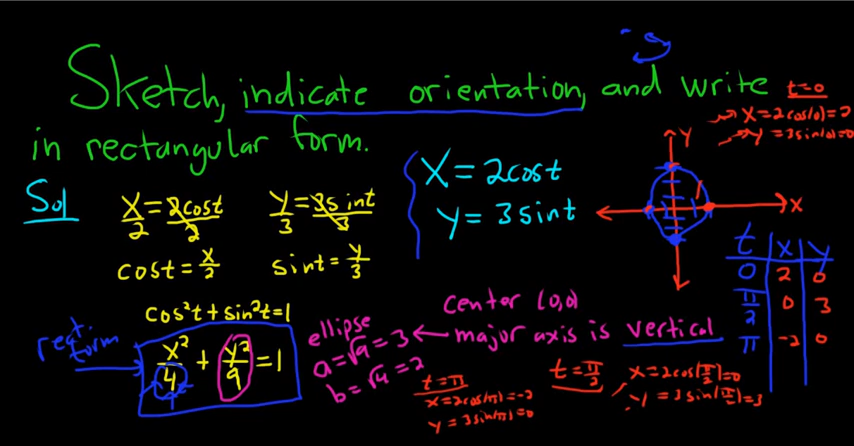 Sketch, indicate orientation, and write
in rectangular form.
t=0
x=2cos(0)=2
y=3sin(0)=0
x=2cost
y=3sint
Sol
x/2=2cost/2
y/3=3sint/3
cost=x/2
sint=y/3
cos²t+sin²t=1
rect. form
x²/4+y²/9=1
ellipse
a=√9=3
b=√4=2
center (0,0)
major axis is vertical
y
x
t x y
0 2 0
π/2 0 3
π -2 0
t=π
x=2cos(π)=-2
y=3sin(π)=0
t=π/2
x=2cos(π/2)=0
y=3sin(π/2)=3